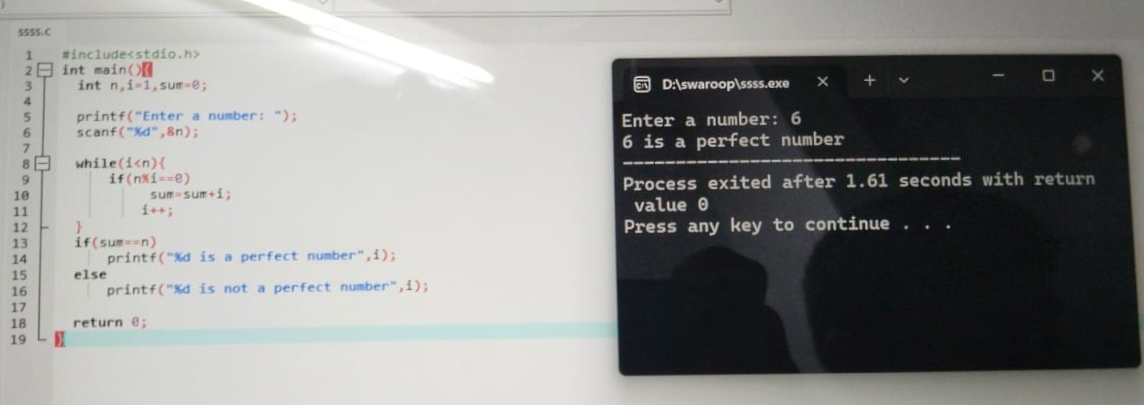 ssss.c
1 #include<stdio.h>
2 int main(){
3 int n,i=1,sum=0;
4
5 printf("Enter a number: ");
6 scanf("%d",&n);
7
8 while(i<n){
9 if(n%i==0)
10 sum=sum+i;
11 i++;
12 }
13 if(sum==n)
14 printf("%d is a perfect number",i);
15 else
16 printf("%d is not a perfect number",i);
17
18 return 0;
19 }
D:\swaroop\ssss.exe
Enter a number: 6
6 is a perfect number
--------------------------------
Process exited after 1.61 seconds with return
value 0
Press any key to continue . . .